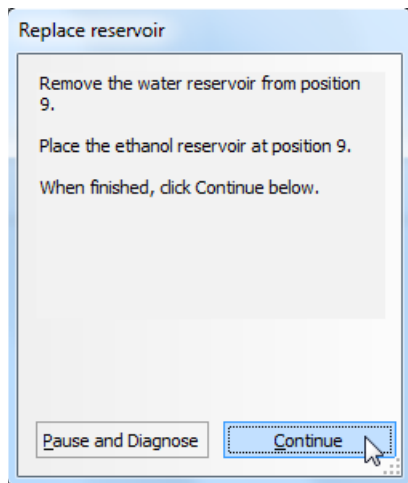 Replace reservoir
Remove the water reservoir from position
9.
Place the ethanol reservoir at position 9.
When finished, click Continue below.
Pause and Diagnose
Continue